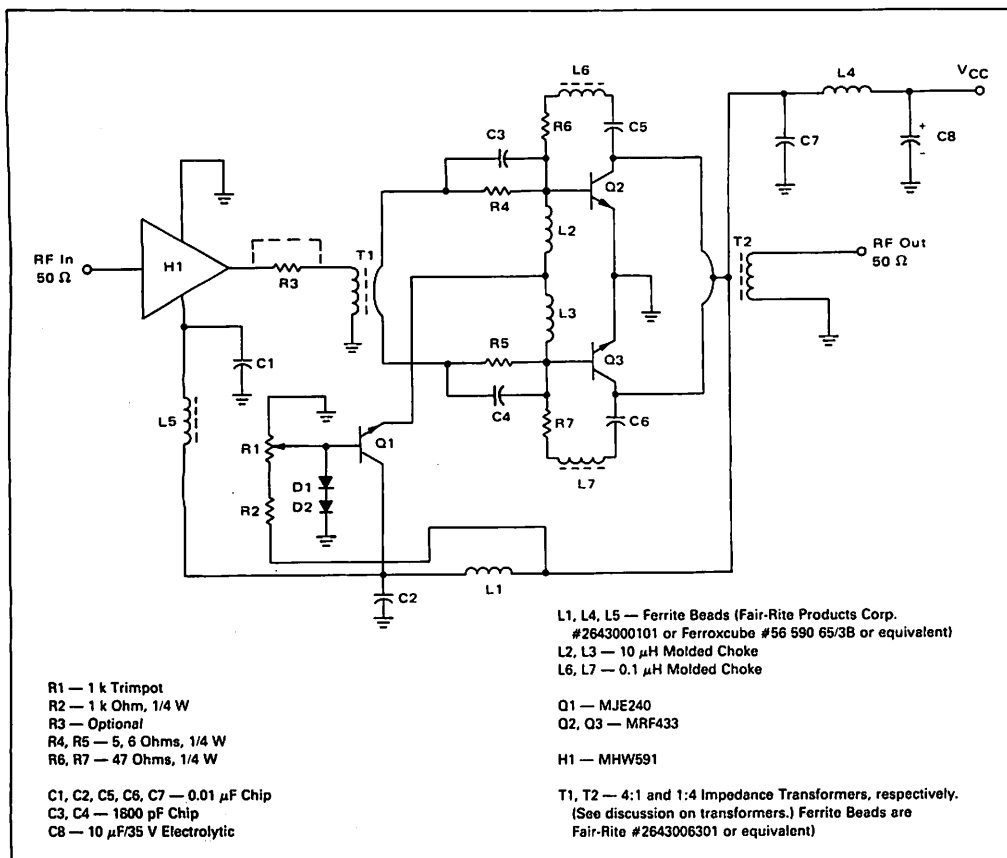 L6
L4
VCC
R6
C5
C3
C7
+
-
C8
Q2
R4
RF In
50 Ω
H1
R3
T1
L2
T2
RF Out
50 Ω
L3
R5
Q3
C1
C4
R7
C6
L5
R1
Q1
L7
D1
R2
D2
L1
C2
L1, L4, L5 — Ferrite Beads (Fair-Rite Products Corp.
#2643000101 or Ferroxcube #56 590 65/3B or equivalent)
L2, L3 — 10 μH Molded Choke
L6, L7 — 0.1 μH Molded Choke
Q1 — MJE240
Q2, Q3 — MRF433
H1 — MHW591
T1, T2 — 4:1 and 1:4 Impedance Transformers, respectively.
(See discussion on transformers.) Ferrite Beads are
Fair-Rite #2643006301 or equivalent)
R1 — 1 k Trimpot
R2 — 1 k Ohm, 1/4 W
R3 — Optional
R4, R5 — 5, 6 Ohms, 1/4 W
R6, R7 — 47 Ohms, 1/4 W
C1, C2, C5, C6, C7 — 0.01 μF Chip
C3, C4 — 1800 pF Chip
C8 — 10 μF/35 V Electrolytic